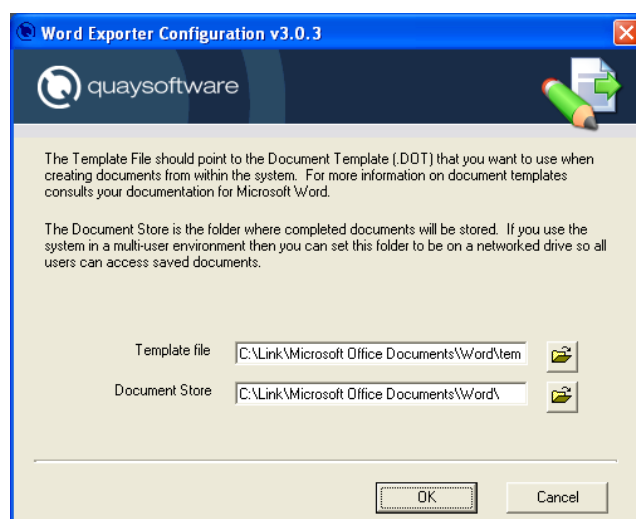 Word Exporter Configuration v3.0.3
quaysoftware
The Template File should point to the Document Template (.DOT) that you want to use when
creating documents from within the system. For more information on document templates
consults your documentation for Microsoft Word.
The Document Store is the folder where completed documents will be stored. If you use the
system in a multi-user environment then you can set this folder to be on a networked drive so all
users can access saved documents.
Template file C:\Link\Microsoft Office Documents\Word\tem
Document Store C:\Link\Microsoft Office Documents\Word\
OK Cancel